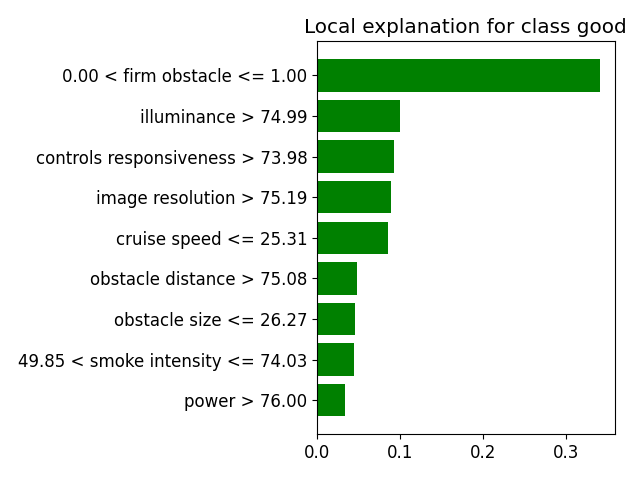 Local explanation for class good
0.00 < firm obstacle <= 1.00
illuminance > 74.99
controls responsiveness > 73.98
image resolution > 75.19
cruise speed <= 25.31
obstacle distance > 75.08
obstacle size <= 26.27
49.85 < smoke intensity <= 74.03
power > 76.00
0.0 0.1 0.2 0.3